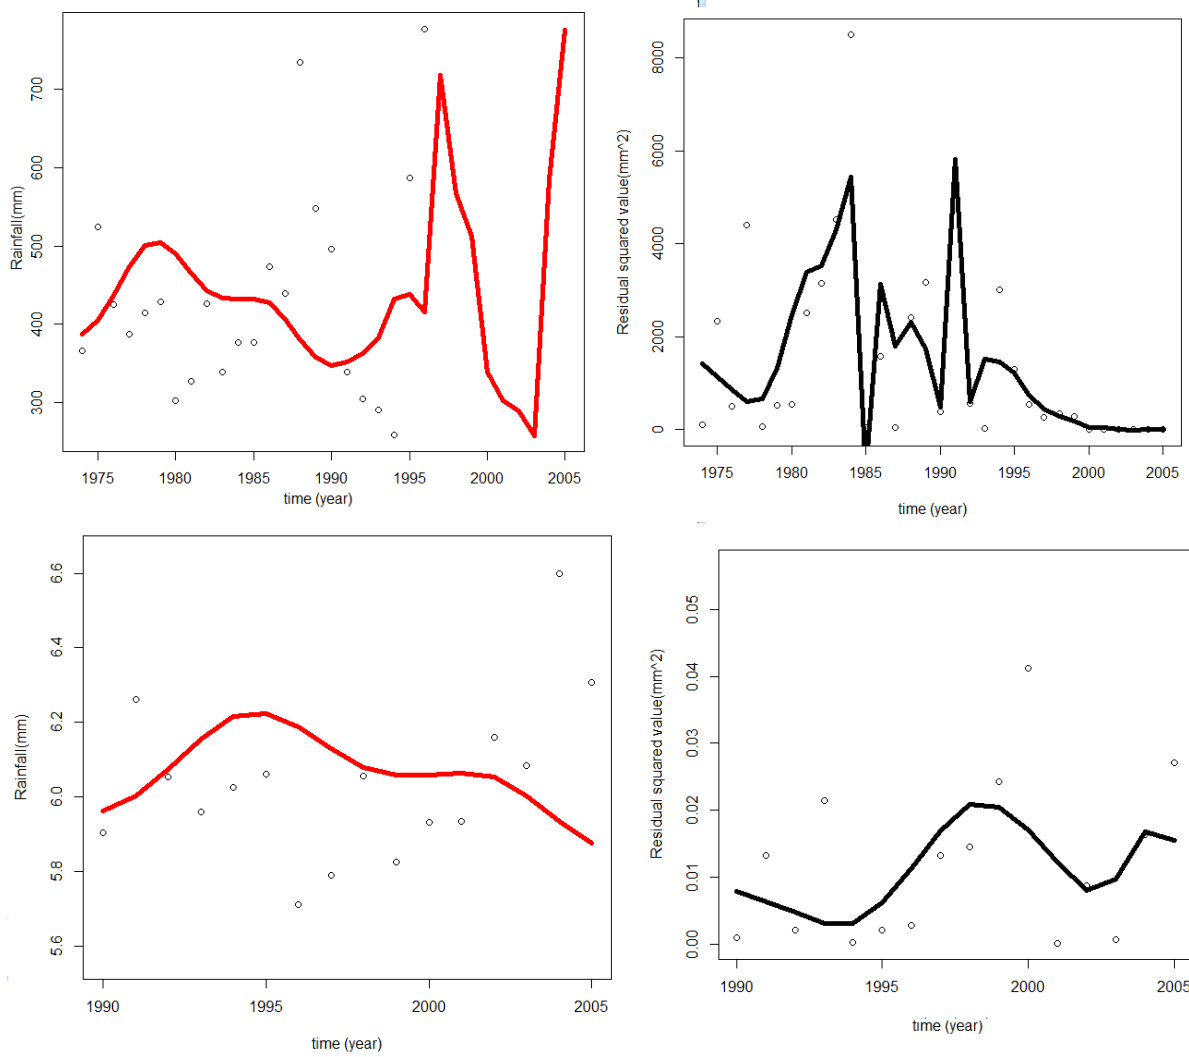 Rainfall(mm)
700
600
500
400
300
1975 1980 1985 1990 1995 2000 2005
time (year)
Residual squared value(mm^2)
8000
6000
4000
2000
0
1975 1980 1985 1990 1995 2000 2005
time (year)
Rainfall(mm)
6.6
6.4
6.2
6.0
5.8
5.6
1990 1995 2000 2005
time (year)
Residual squared value(mm^2)
0.05
0.04
0.03
0.02
0.01
0.00
1990 1995 2000 2005
time (year)